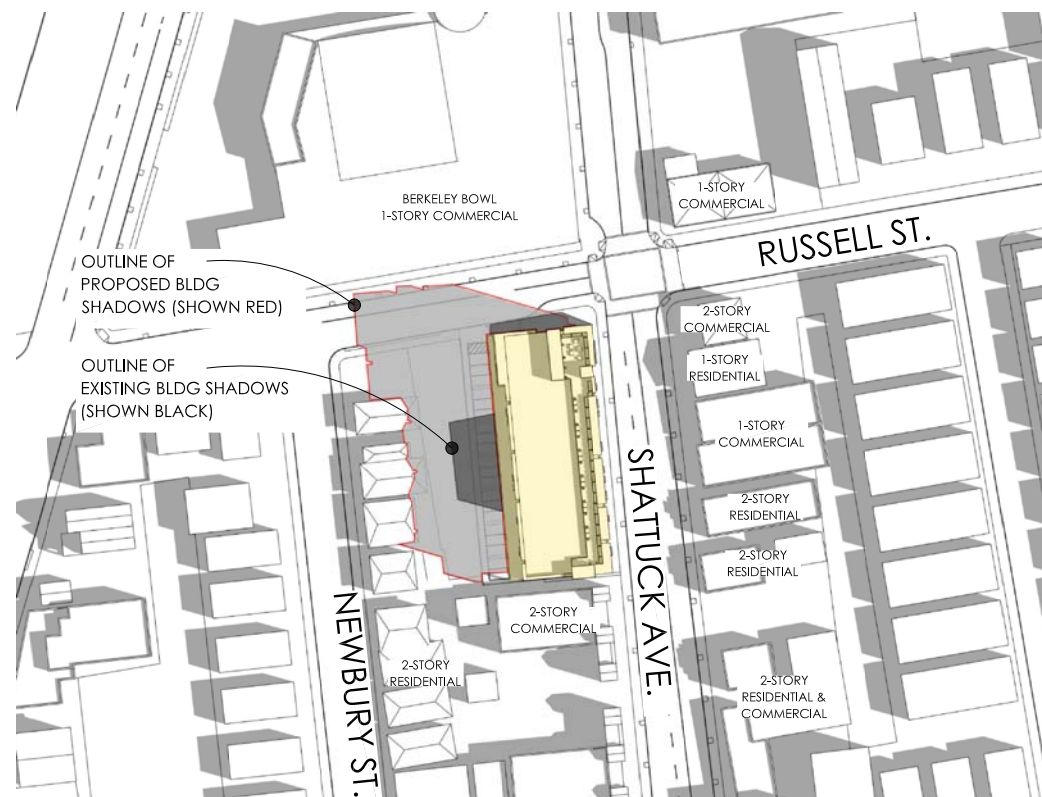 BERKELEY BOWL
1-STORY COMMERCIAL
1-STORY
COMMERCIAL
RUSSELL ST.
OUTLINE OF
PROPOSED BLDG
SHADOWS (SHOWN RED)
2-STORY
COMMERCIAL
1-STORY
RESIDENTIAL
OUTLINE OF
EXISTING BLDG SHADOWS
(SHOWN BLACK)
1-STORY
COMMERCIAL
SHATTUCK AVE.
2-STORY
RESIDENTIAL
2-STORY
RESIDENTIAL
NEWBURY ST.
2-STORY
COMMERCIAL
2-STORY
RESIDENTIAL
2-STORY
RESIDENTIAL &
COMMERCIAL